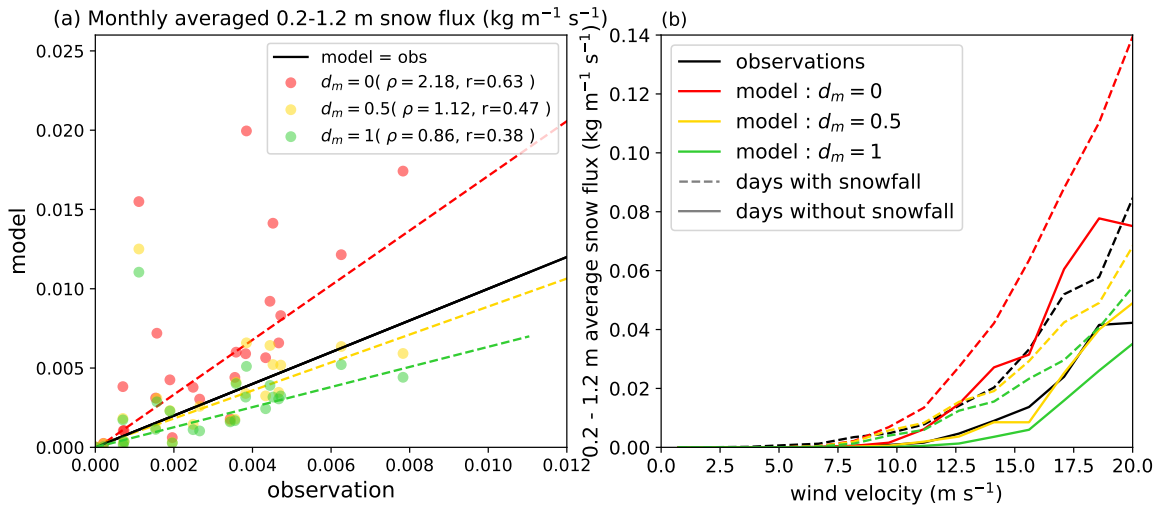 (a) Monthly averaged 0.2-1.2 m snow flux (kg m⁻¹ s⁻¹)
model = obs
dₘ = 0( ρ = 2.18, r=0.63 )
dₘ = 0.5( ρ = 1.12, r=0.47 )
dₘ = 1( ρ = 0.86, r=0.38 )
model
0.025
0.020
0.015
0.010
0.005
0.000
0.000
0.002
0.004
0.006
0.008
0.010
0.012
observation
(b)
observations
model : dₘ = 0
model : dₘ = 0.5
model : dₘ = 1
days with snowfall
days without snowfall
0.2 - 1.2 m average snow flux (kg m⁻¹ s⁻¹)
0.14
0.12
0.10
0.08
0.06
0.04
0.02
0.00
0.0
2.5
5.0
7.5
10.0
12.5
15.0
17.5
20.0
wind velocity (m s⁻¹)